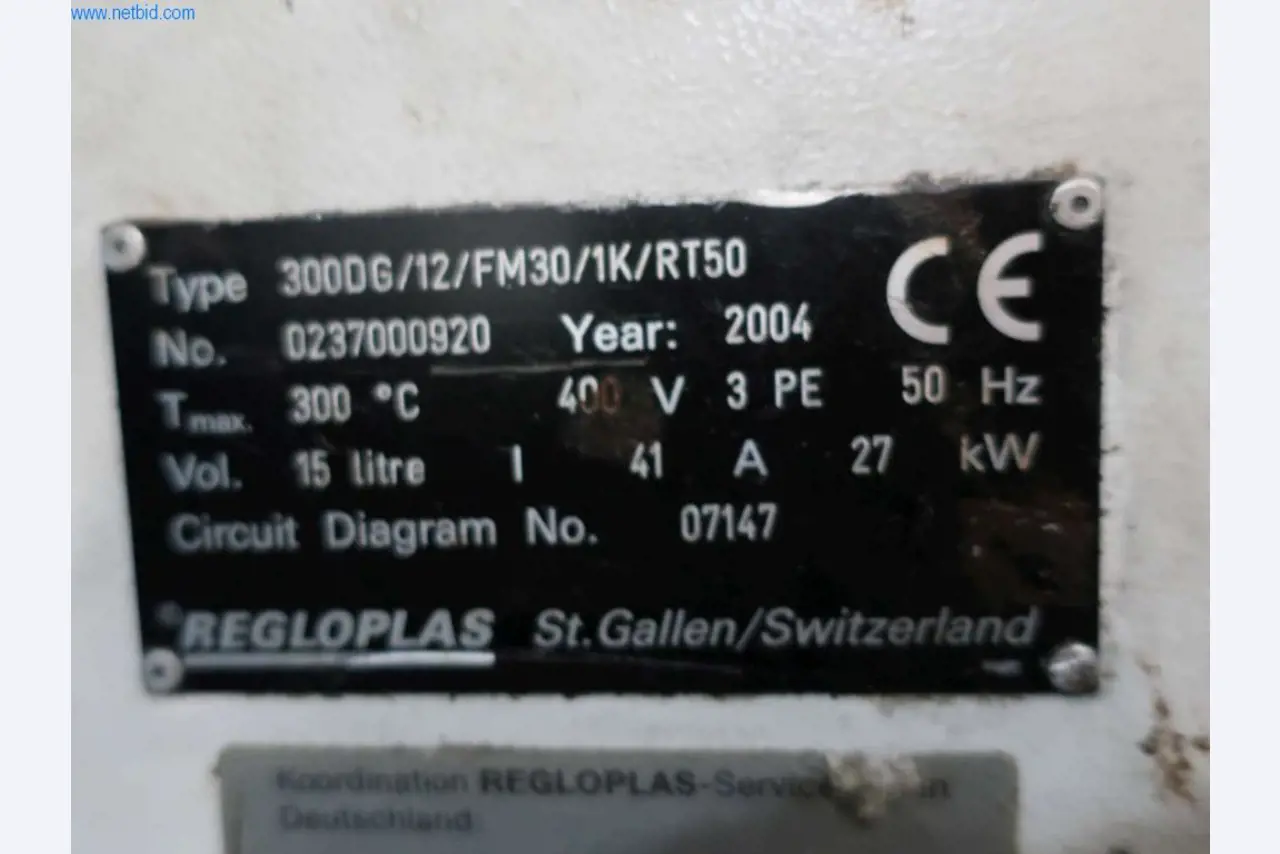 www.netbid.com
Type 300DG/12/FM30/1K/RT50
No. 0237000920 Year: 2004
CE
Tmax. 300 °C 400 V 3 PE 50 Hz
Vol. 15 litre I 41 A 27 kW
Circuit Diagram No. 07147
®REGLOPLAS St.Gallen/Switzerland
Koordination REGLOPLAS-Service in
Deutschland